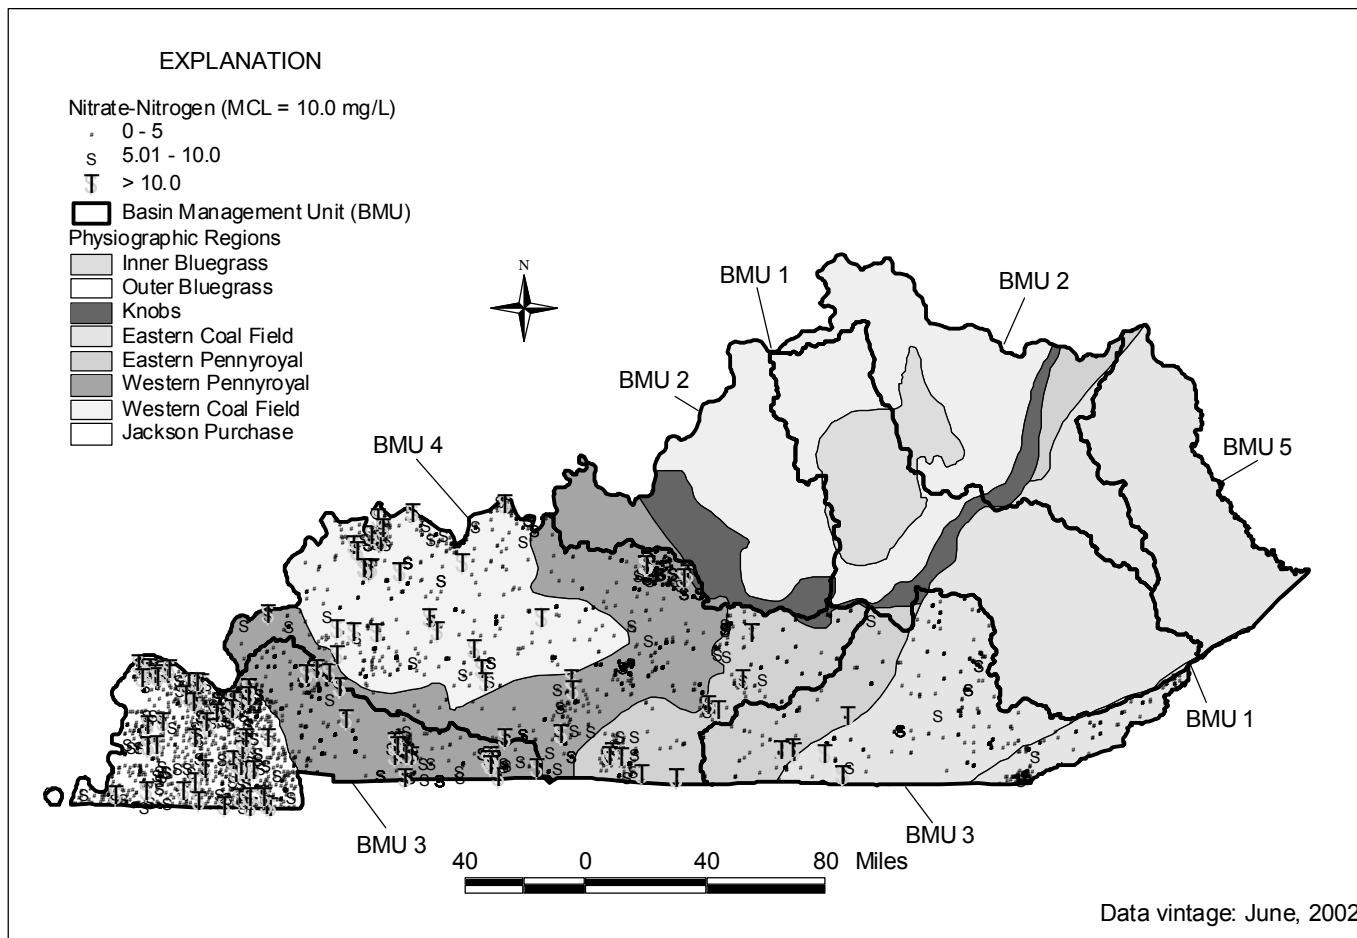 EXPLANATION
Nitrate-Nitrogen (MCL = 10.0 mg/L)
0 - 5
S 5.01 - 10.0
T > 10.0
Basin Management Unit (BMU)
Physiographic Regions
Inner Bluegrass
Outer Bluegrass
Knobs
Eastern Coal Field
Eastern Pennyroyal
Western Pennyroyal
Western Coal Field
Jackson Purchase
N
BMU 1
BMU 2
BMU 2
BMU 4
BMU 5
BMU 1
BMU 3
BMU 3
40 0 40 80 Miles
Data vintage: June, 2002